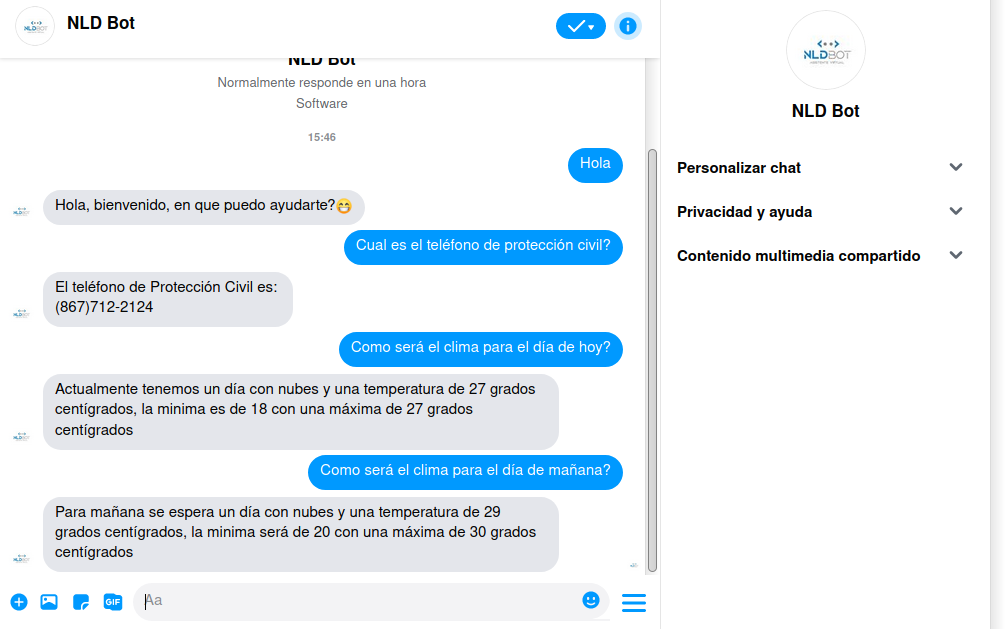 NLD Bot
NLD Bot
Normalmente responde en una hora
Software
15:46
Hola
Hola, bienvenido, en que puedo ayudarte?😁
Cual es el teléfono de protección civil?
El teléfono de Protección Civil es:
(867)712-2124
Como será el clima para el día de hoy?
Actualmente tenemos un día con nubes y una temperatura de 27 grados
centígrados, la minima es de 18 con una máxima de 27 grados
centígrados
Como será el clima para el día de mañana?
Para mañana se espera un día con nubes y una temperatura de 29
grados centígrados, la minima será de 20 con una máxima de 30 grados
centígrados
GIF
Aa
NLDBOT
NLD Bot
Personalizar chat
Privacidad y ayuda
Contenido multimedia compartido